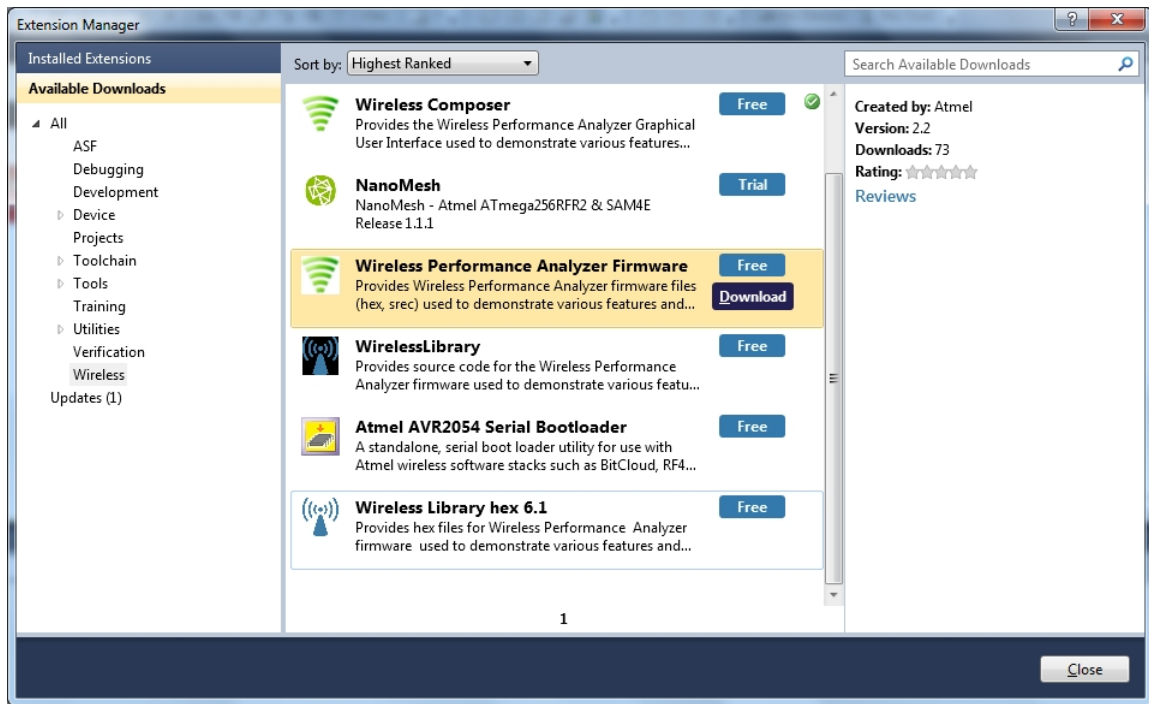 Extension Manager
Installed Extensions
Available Downloads
All
ASF
Debugging
Development
Device
Projects
Toolchain
Tools
Training
Utilities
Verification
Wireless
Updates (1)
Sort by: Highest Ranked
Wireless Composer
Free
Provides the Wireless Performance Analyzer Graphical
User Interface used to demonstrate various features...
NanoMesh
Trial
NanoMesh - Atmel ATmega256RFR2 & SAM4E
Release 1.1.1
Wireless Performance Analyzer Firmware
Free
Provides Wireless Performance Analyzer firmware files
(hex, srec) used to demonstrate various features and...
Download
WirelessLibrary
Free
Provides source code for the Wireless Performance
Analyzer firmware used to demonstrate various featu...
Atmel AVR2054 Serial Bootloader
Free
A standalone, serial boot loader utility for use with
Atmel wireless software stacks such as BitCloud, RF4...
Wireless Library hex 6.1
Free
Provides hex files for Wireless Performance Analyzer
firmware used to demonstrate various features and...
1
Search Available Downloads
Created by: Atmel
Version: 2.2
Downloads: 73
Rating:
Reviews
Close